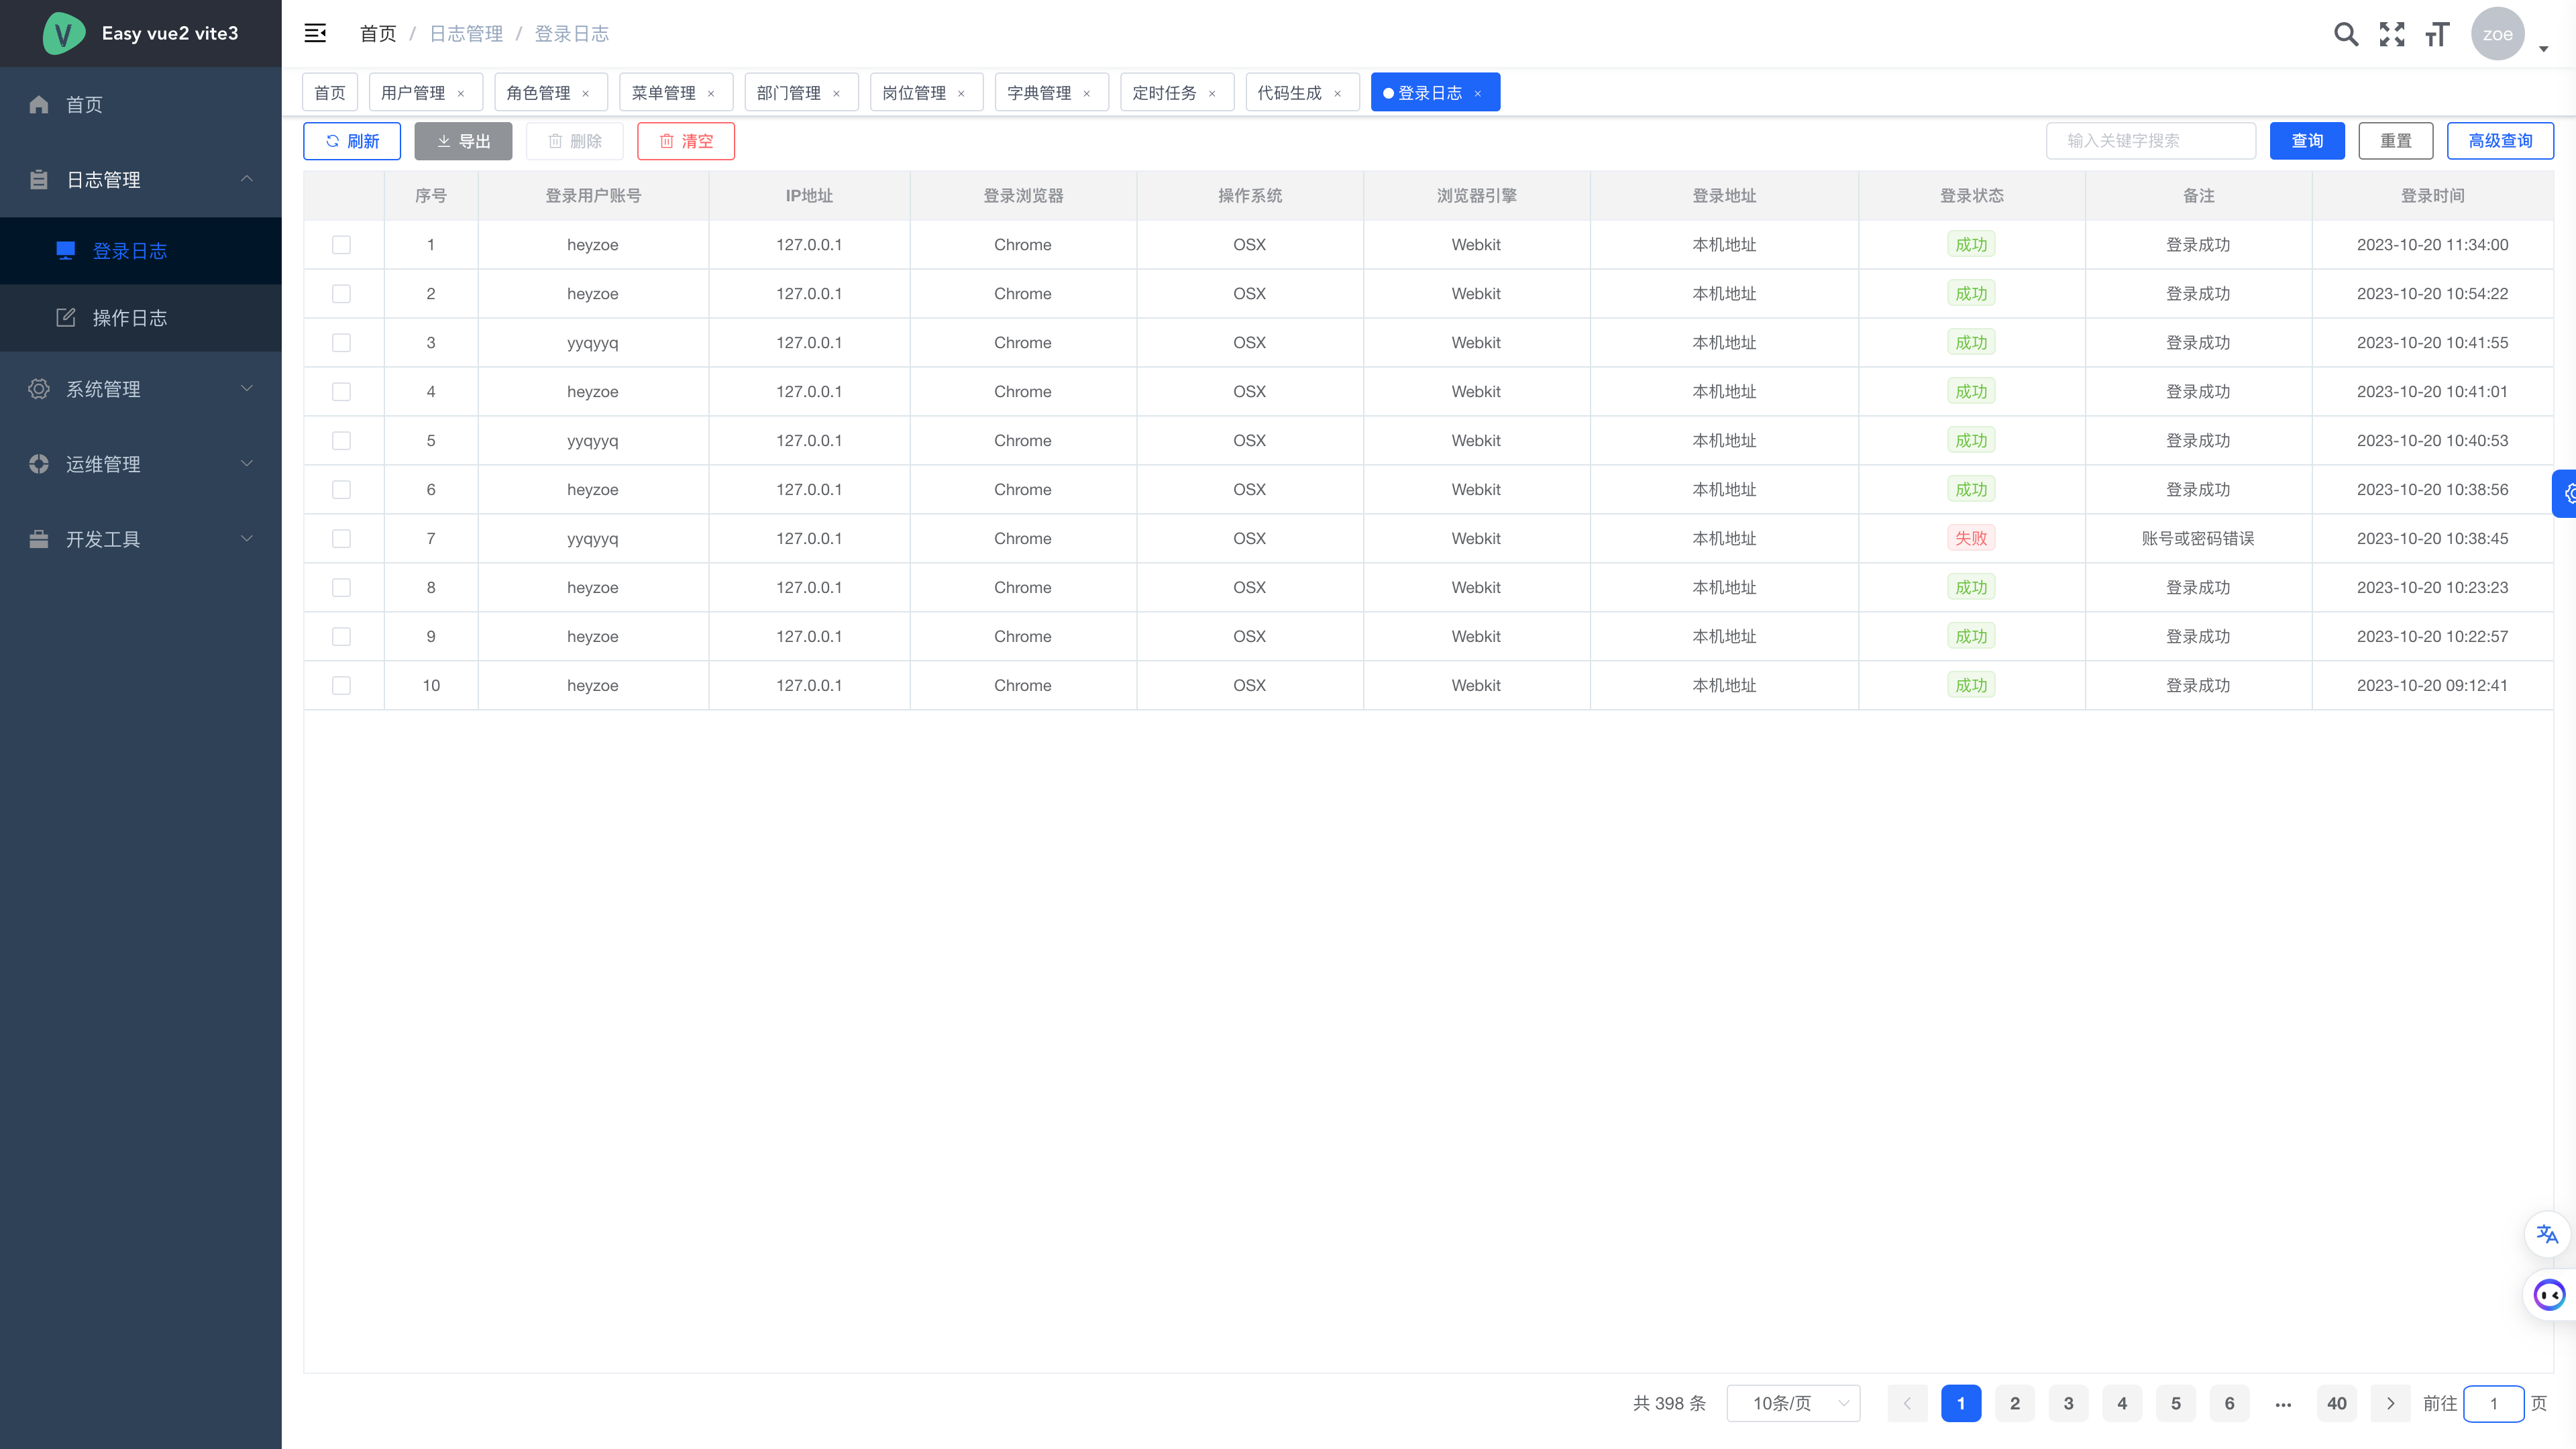 Easy vue2 vite3
首页
日志管理
登录日志
操作日志
系统管理
运维管理
开发工具
首页 / 日志管理 / 登录日志
zoe
首页 用户管理 × 角色管理 × 菜单管理 × 部门管理 × 岗位管理 × 字典管理 × 定时任务 × 代码生成 × 登录日志 ×
刷新 导出 删除 清空 输入关键字搜索 查询 重置 高级查询
序号 登录用户账号 IP地址 登录浏览器 操作系统 浏览器引擎 登录地址 登录状态 备注 登录时间
1 heyzoe 127.0.0.1 Chrome OSX Webkit 本机地址 成功 登录成功 2023-10-20 11:34:00
2 heyzoe 127.0.0.1 Chrome OSX Webkit 本机地址 成功 登录成功 2023-10-20 10:54:22
3 yyqyyq 127.0.0.1 Chrome OSX Webkit 本机地址 成功 登录成功 2023-10-20 10:41:55
4 heyzoe 127.0.0.1 Chrome OSX Webkit 本机地址 成功 登录成功 2023-10-20 10:41:01
5 yyqyyq 127.0.0.1 Chrome OSX Webkit 本机地址 成功 登录成功 2023-10-20 10:40:53
6 heyzoe 127.0.0.1 Chrome OSX Webkit 本机地址 成功 登录成功 2023-10-20 10:38:56
7 yyqyyq 127.0.0.1 Chrome OSX Webkit 本机地址 失败 账号或密码错误 2023-10-20 10:38:45
8 heyzoe 127.0.0.1 Chrome OSX Webkit 本机地址 成功 登录成功 2023-10-20 10:23:23
9 heyzoe 127.0.0.1 Chrome OSX Webkit 本机地址 成功 登录成功 2023-10-20 10:22:57
10 heyzoe 127.0.0.1 Chrome OSX Webkit 本机地址 成功 登录成功 2023-10-20 09:12:41
共 398 条 10条/页 1 2 3 4 5 6 ••• 40 前往 1 页